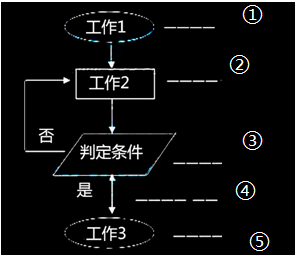 工作1 ———— ①
工作2 ———— ②
否
判定条件 ———— ③
是 ———— —— ④
工作3 ———— ⑤